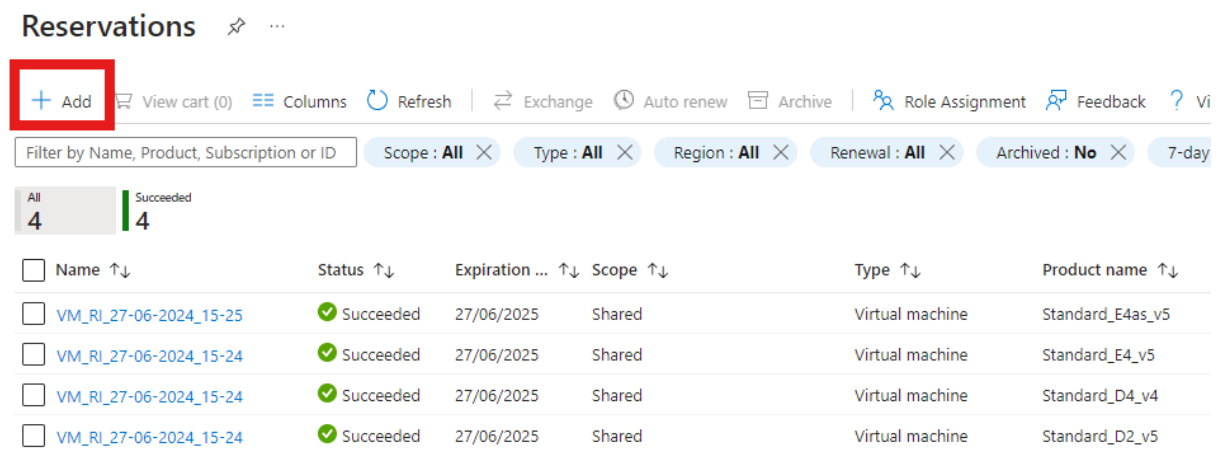 Reservations ...
Add View cart (0) Columns Refresh Exchange Auto renew Archive Role Assignment Feedback ? Vi
Filter by Name, Product, Subscription or ID Scope : All Type : All Region : All Renewal : All Archived : No 7-day
All Succeeded
4 4
Name Status Expiration ... Scope Type Product name
VM_RI_27-06-2024_15-25 Succeeded 27/06/2025 Shared Virtual machine Standard_E4as_v5
VM_RI_27-06-2024_15-24 Succeeded 27/06/2025 Shared Virtual machine Standard_E4_v5
VM_RI_27-06-2024_15-24 Succeeded 27/06/2025 Shared Virtual machine Standard_D4_v4
VM_RI_27-06-2024_15-24 Succeeded 27/06/2025 Shared Virtual machine Standard_D2_v5